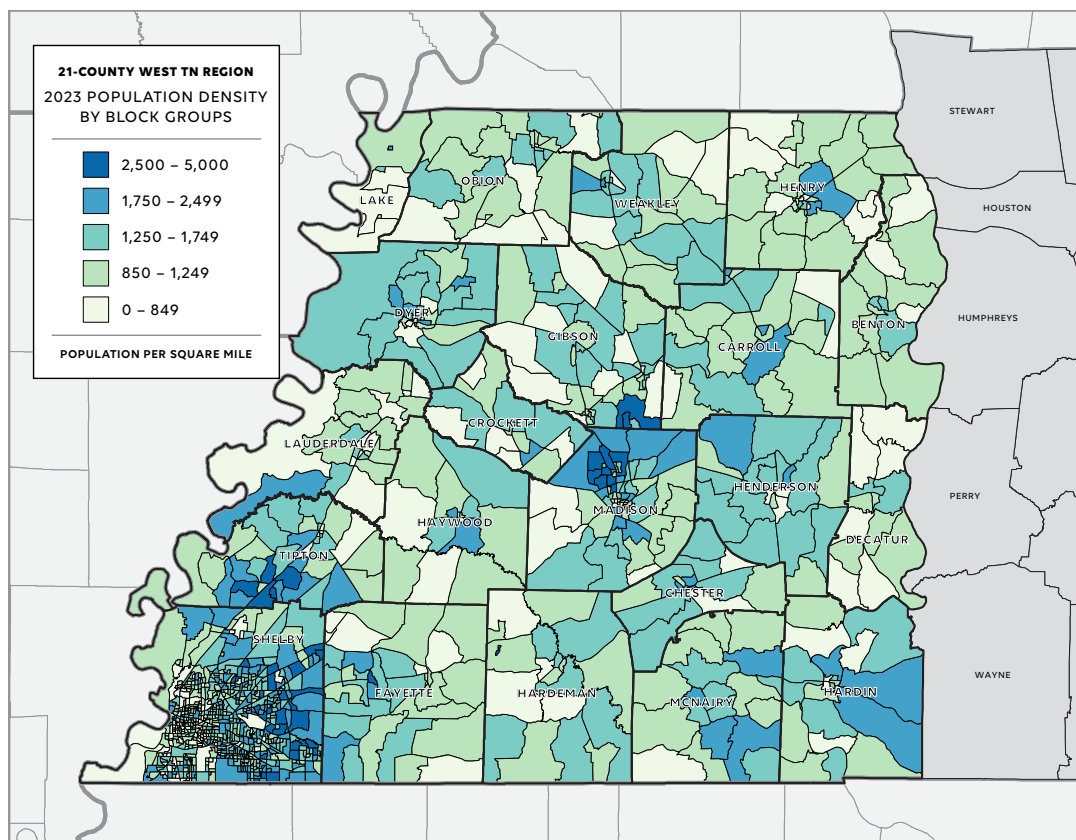 21-COUNTY WEST TN REGION
2023 POPULATION DENSITY
BY BLOCK GROUPS
2,500 – 5,000
1,750 – 2,499
1,250 – 1,749
850 – 1,249
0 – 849
POPULATION PER SQUARE MILE
STEWART
HOUSTON
HUMPHREYS
PERRY
WAYNE
LAKE
OBION
WEAKLEY
HENRY
DYER
GIBSON
CARROLL
BENTON
LAUDERDALE
CROCKETT
HAYWOOD
MADISON
HENDERSON
DECATUR
TIPTON
CHESTER
SHELBY
FAYETTE
HARDEMAN
MCNAIRY
HARDIN